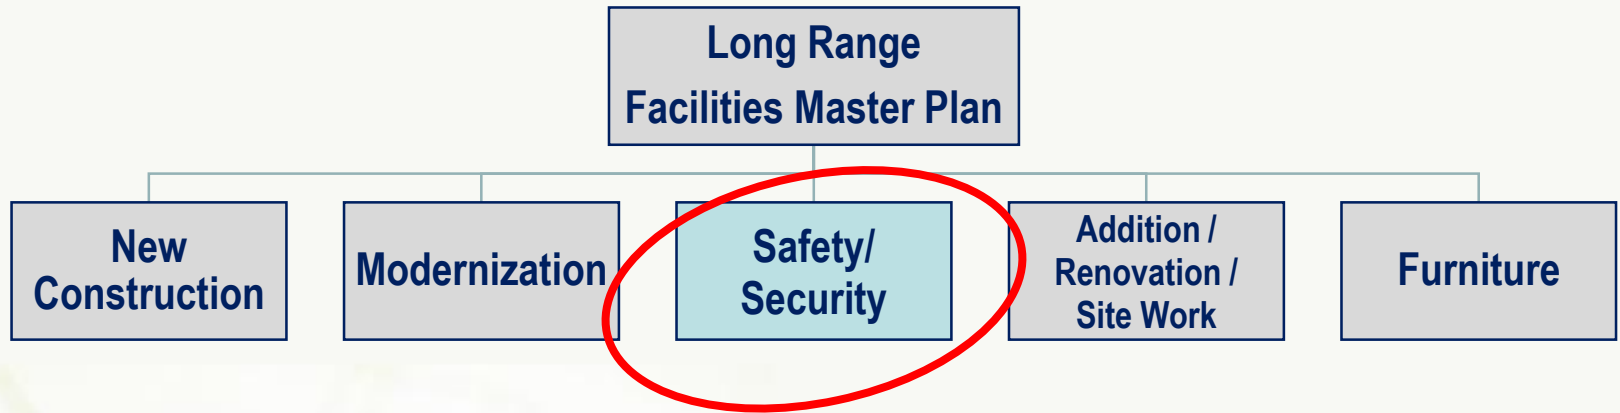 Long Range
Facilities Master Plan
New
Construction
Modernization
Safety/
Security
Addition /
Renovation /
Site Work
Furniture